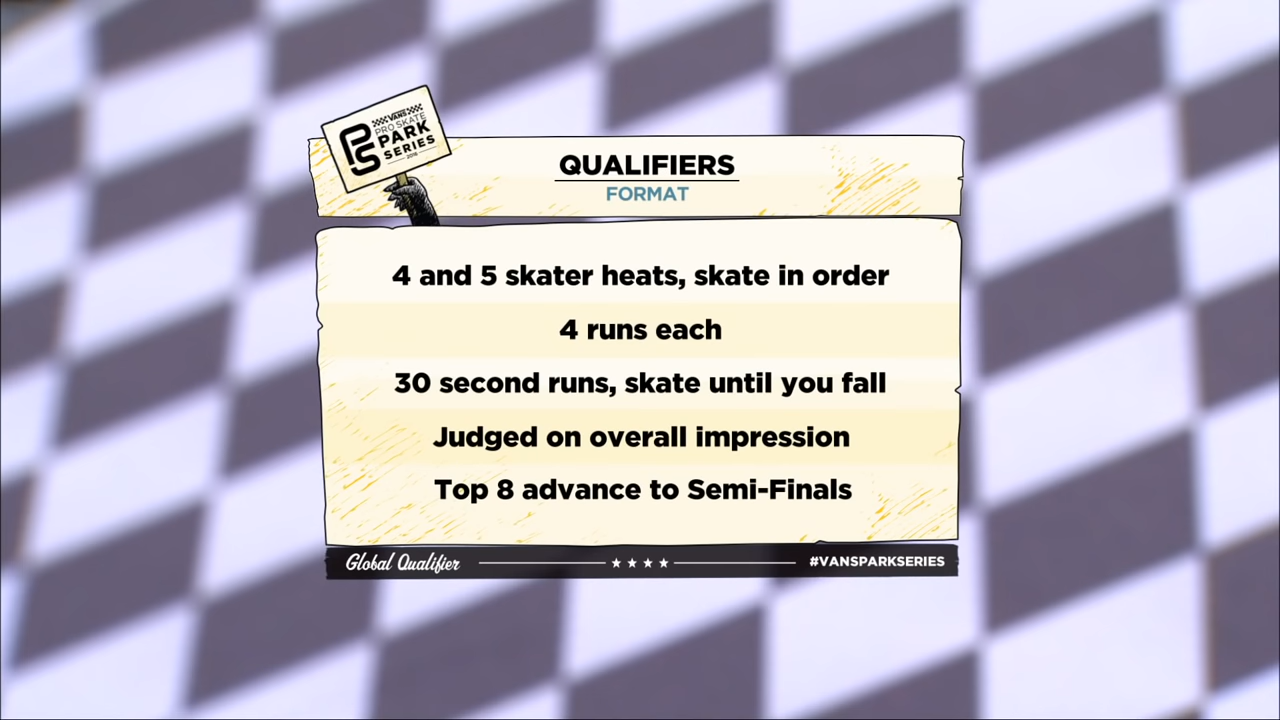 VANS
PRO SKATE
PARK
SERIES
QUALIFIERS
FORMAT
4 and 5 skater heats, skate in order
4 runs each
30 second runs, skate until you fall
Judged on overall impression
Top 8 advance to Semi-Finals
Global Qualifier
#VANSPARKSERIES